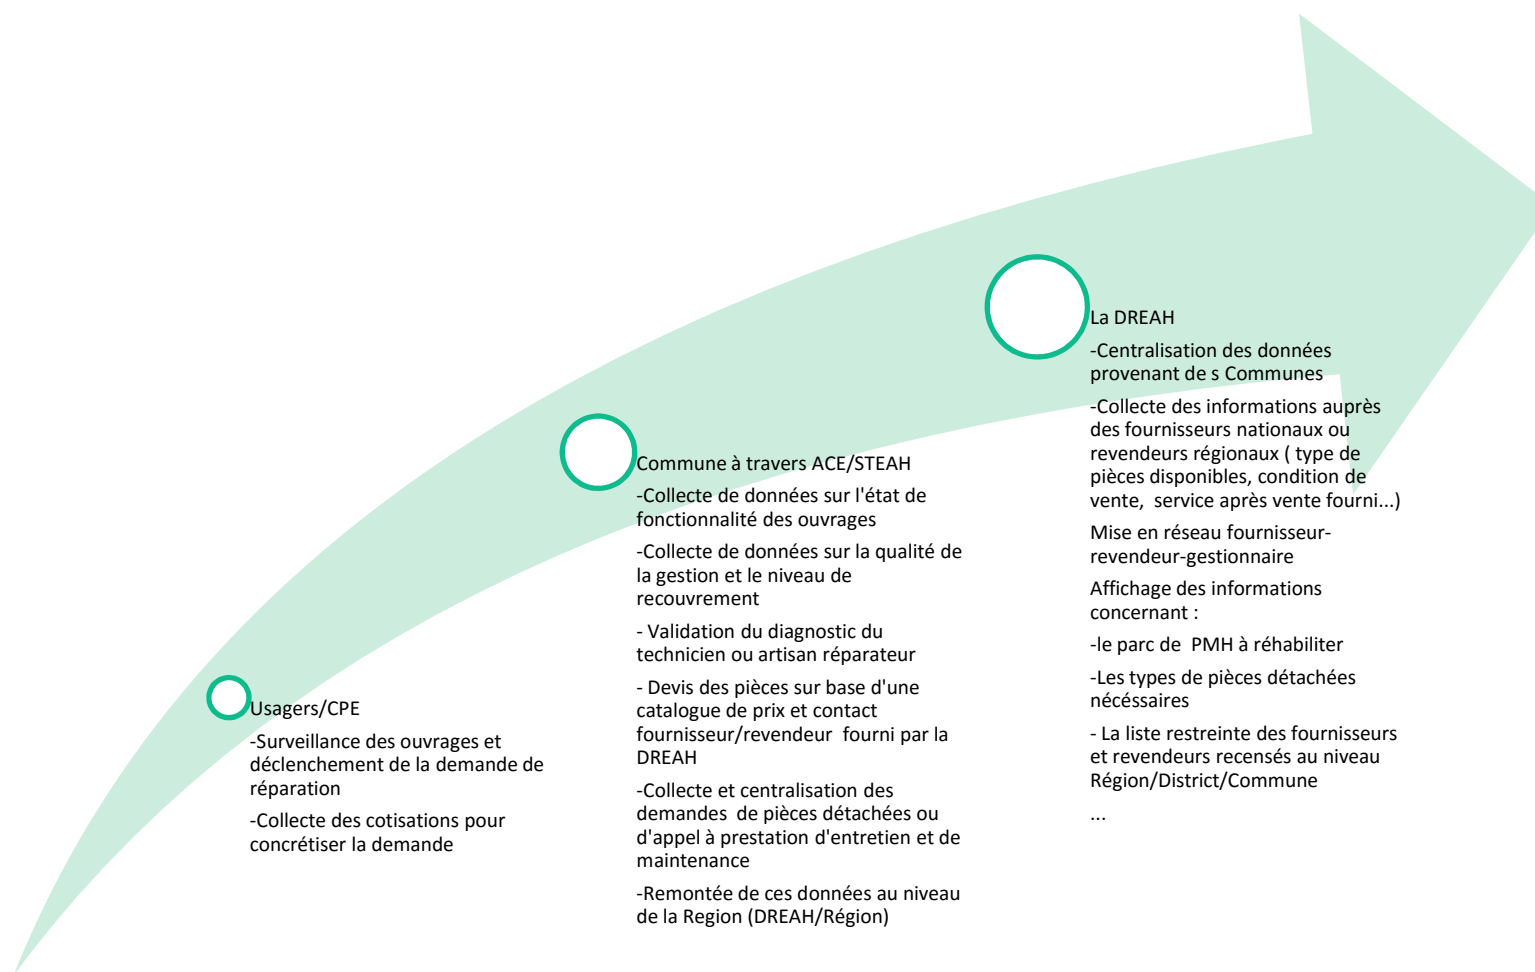 Usagers/CPE
-Surveillance des ouvrages et
déclenchement de la demande de
réparation
-Collecte des cotisations pour
concrétiser la demande
Commune à travers ACE/STEAH
-Collecte de données sur l'état de
fonctionnalité des ouvrages
-Collecte de données sur la qualité de
la gestion et le niveau de
recouvrement
- Validation du diagnostic du
technicien ou artisan réparateur
- Devis des pièces sur base d'une
catalogue de prix et contact
fournisseur/revendeur  fourni par la
DREAH
-Collecte et centralisation des
demandes  de pièces détachées ou
d'appel à prestation d'entretien et de
maintenance
-Remontée de ces données au niveau
de la Region (DREAH/Région)
La DREAH
-Centralisation des données
provenant de s Communes
-Collecte des informations auprès
des fournisseurs nationaux ou
revendeurs régionaux ( type de
pièces disponibles, condition de
vente,  service après vente fourni...)
Mise en réseau fournisseur-
revendeur-gestionnaire
Affichage des informations
concernant :
-le parc de  PMH à réhabiliter
-Les types de pièces détachées
nécéssaires
- La liste restreinte des fournisseurs
et revendeurs recensés au niveau
Région/District/Commune
...